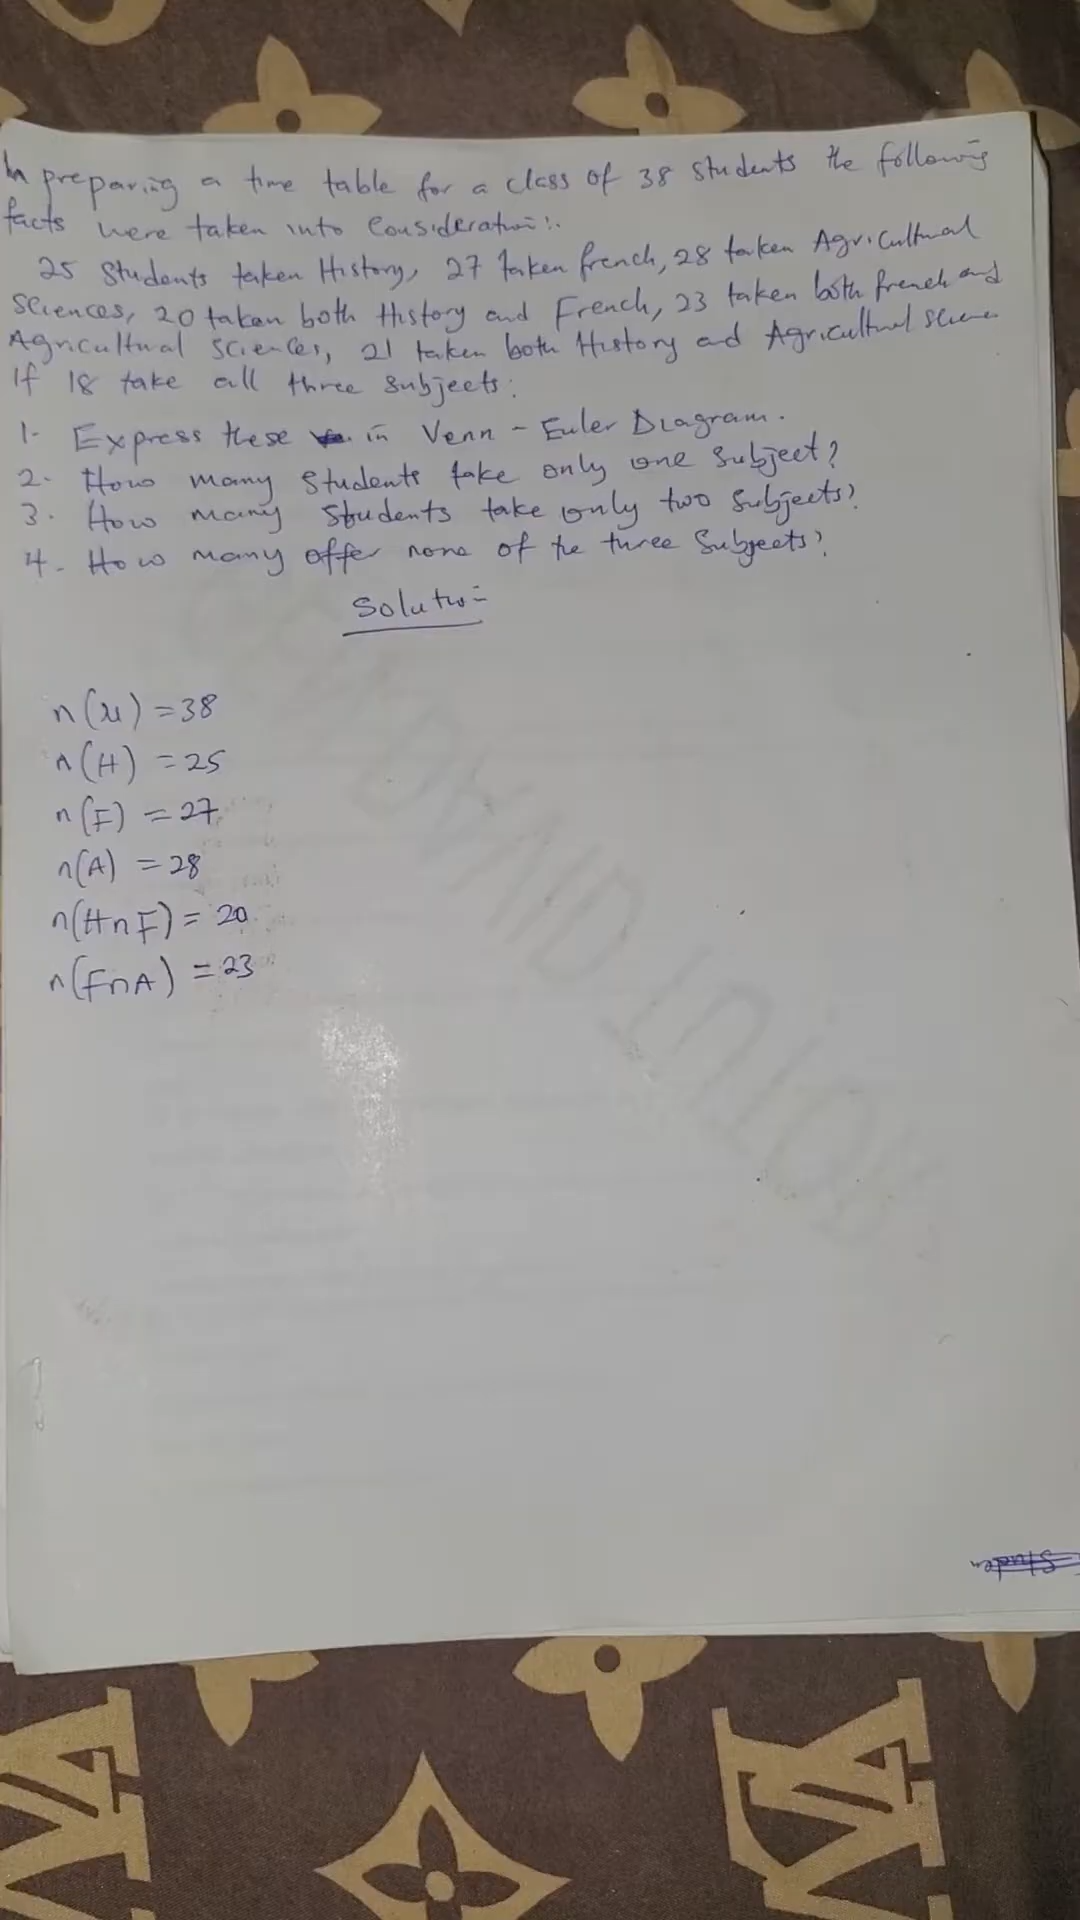 In preparing a time table for a class of 38 students the following
facts were taken into Consideration:.
25 Students taken History, 27 taken french, 28 taken Agricultural
Sciences, 20 taken both History and French, 23 taken both french and
Agricultural Sciences, 21 taken both History and Agricultural science
If 18 take all three subjects:
1. Express these in Venn - Euler Diagram.
2. How many students take only one subject?
3. How many students take only two subjects?
4. How many offer none of the three subjects?
Solution
n(u) = 38
n(H) = 25
n(F) = 27
n(A) = 28
n(HnF) = 20
n(FnA) = 23